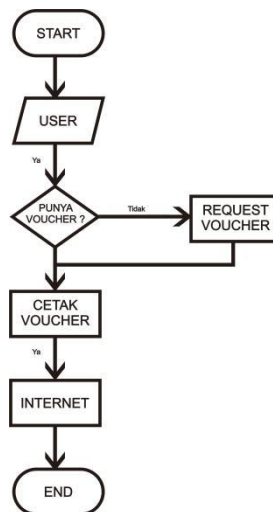 START
USER
Ya
PUNYA
VOUCHER ?
Tidak
REQUEST
VOUCHER
CETAK
VOUCHER
Ya
INTERNET
END